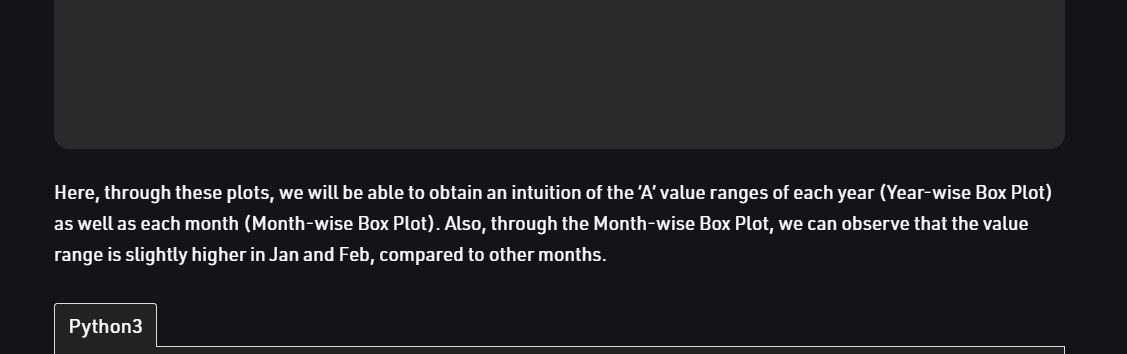 Here, through these plots, we will be able to obtain an intuition of the ‘A’ value ranges of each year (Year-wise Box Plot)
as well as each month (Month-wise Box Plot). Also, through the Month-wise Box Plot, we can observe that the value
range is slightly higher in Jan and Feb, compared to other months.
Python3